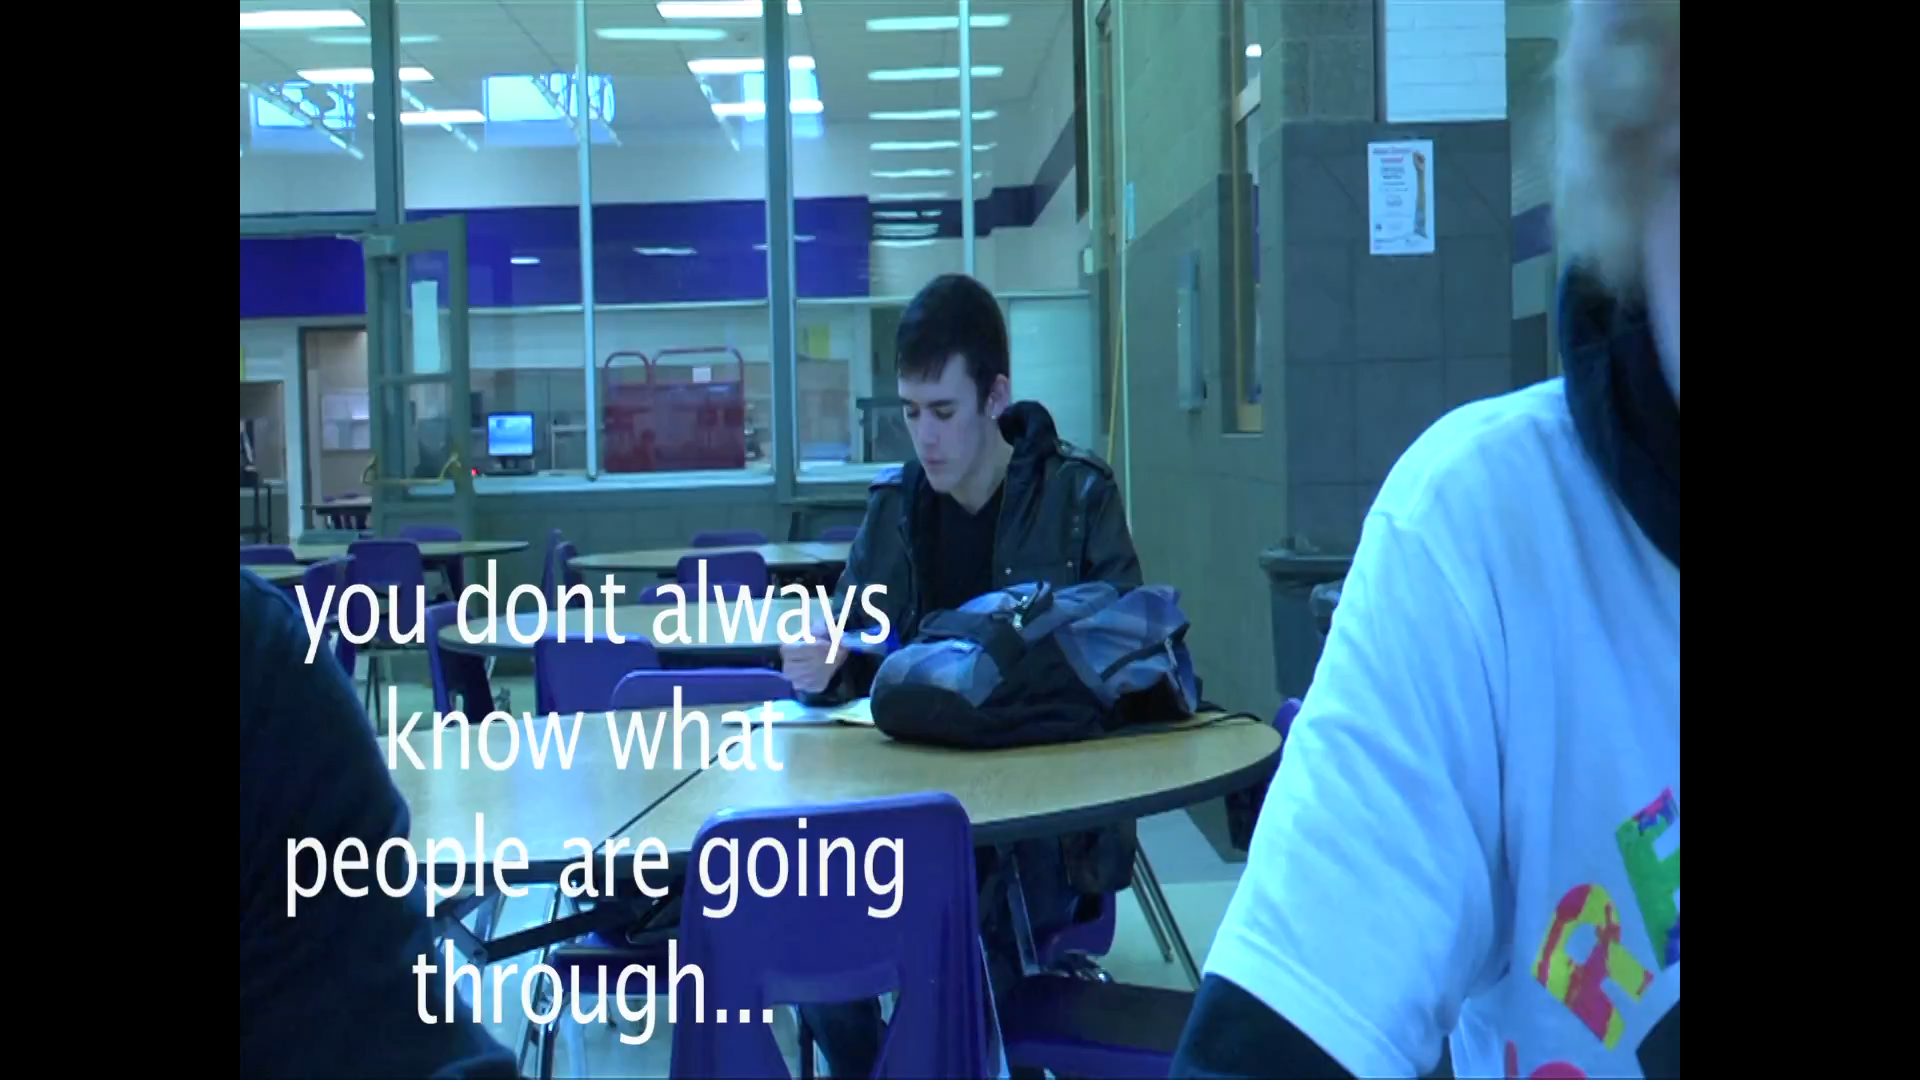 you dont always
know what
people are going
through...